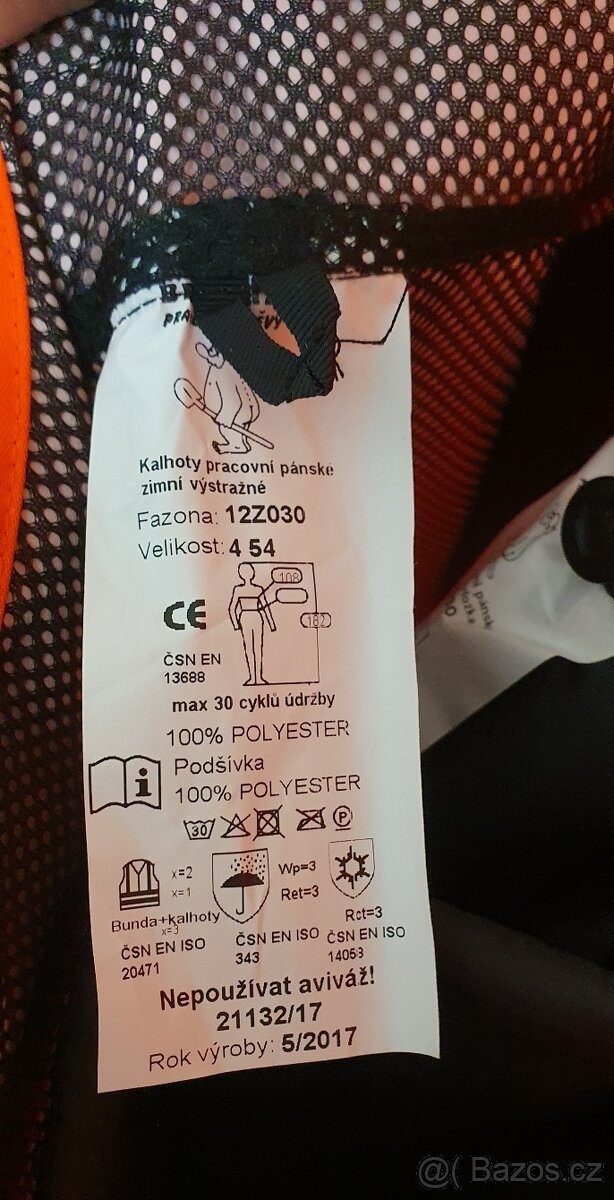 Kalhoty pracovní pánské
zimní výstražné
Fazona: 12Z030
Velikost: 4 54
108
182
CE
ČSN EN
13688
max 30 cyklů údržby
100% POLYESTER
Podšívka
100% POLYESTER
30
P
x=2
x=1
Wp=3
Ret=3
Bunda+kalhoty
x=3
Rct=3
ČSN EN ISO
20471
ČSN EN ISO
343
ČSN EN ISO
14058
Nepoužívat aviváž!
21132/17
Rok výroby: 5/2017
@( Bazos.cz